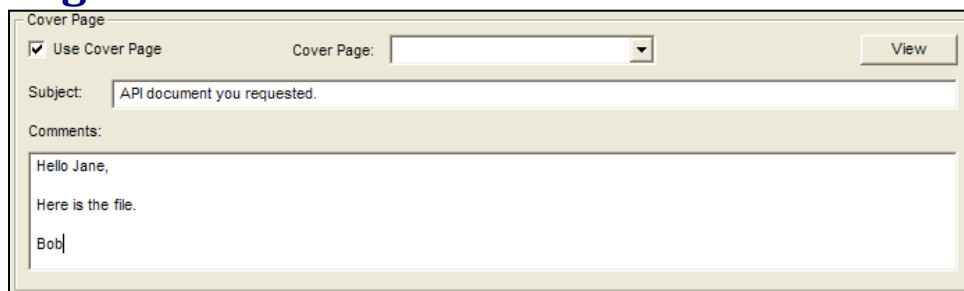 Cover Page
Use Cover Page Cover Page: View
Subject: API document you requested.
Comments:
Hello Jane,
Here is the file.
Bob